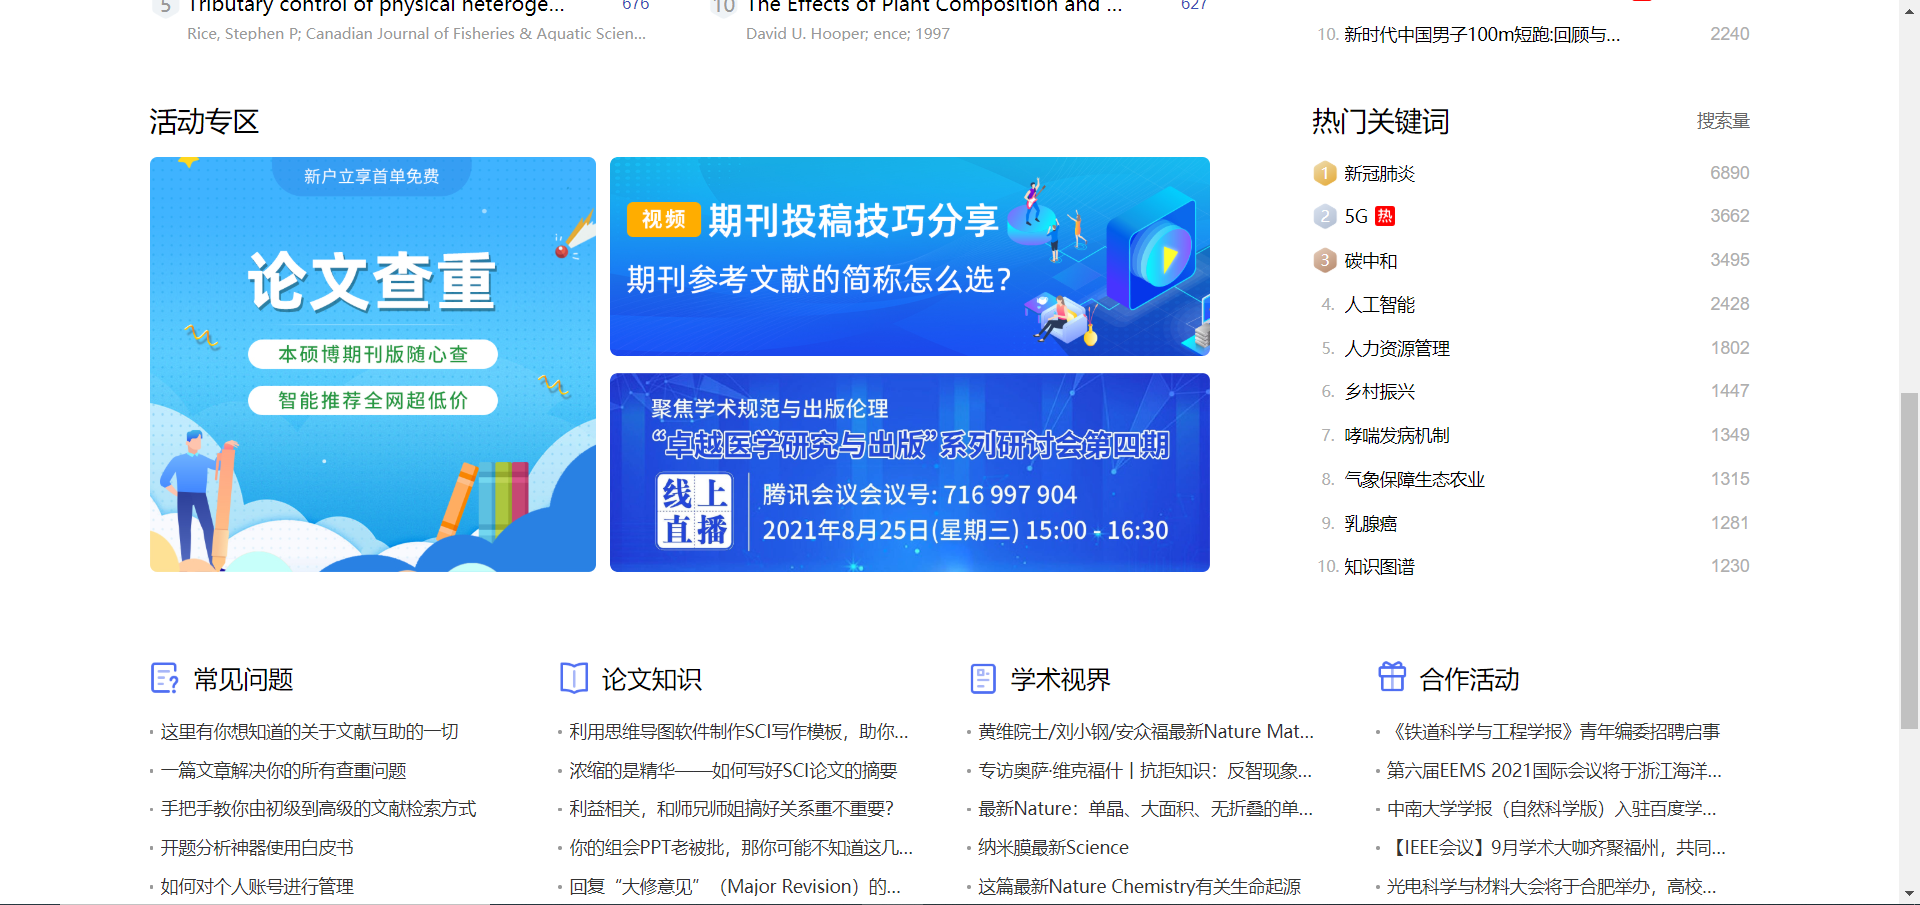 5 Tributary control of physical heteroge... 676
Rice, Stephen P; Canadian Journal of Fisheries & Aquatic Scien...
10 The Effects of Plant Composition and ... 627
David U. Hooper; ence; 1997
10. 新时代中国男子100m短跑:回顾与... 2240
活动专区
新户立享首单免费
论文查重
本硕博期刊版随心查
智能推荐全网超低价
视频 期刊投稿技巧分享
期刊参考文献的简称怎么选?
聚焦学术规范与出版伦理
“卓越医学研究与出版”系列研讨会第四期
线上
直播
腾讯会议会议号: 716 997 904
2021年8月25日(星期三) 15:00 - 16:30
热门关键词 搜索量
1 新冠肺炎 6890
2 5G 热 3662
3 碳中和 3495
4. 人工智能 2428
5. 人力资源管理 1802
6. 乡村振兴 1447
7. 哮喘发病机制 1349
8. 气象保障生态农业 1315
9. 乳腺癌 1281
10. 知识图谱 1230
常见问题
· 这里有你想知道的关于文献互助的一切
· 一篇文章解决你的所有查重问题
· 手把手教你由初级到高级的文献检索方式
· 开题分析神器使用白皮书
· 如何对个人账号进行管理
论文知识
· 利用思维导图软件制作SCI写作模板，助你...
· 浓缩的是精华——如何写好SCI论文的摘要
· 利益相关，和师兄师姐搞好关系重不重要?
· 你的组会PPT老被批，那你可能不知道这几...
· 回复“大修意见”（Major Revision）的...
学术视界
· 黄维院士/刘小钢/安众福最新Nature Mat...
· 专访奥萨·维克福什丨抗拒知识：反智现象...
· 最新Nature：单晶、大面积、无折叠的单...
· 纳米膜最新Science
· 这篇最新Nature Chemistry有关生命起源
合作活动
· 《铁道科学与工程学报》青年编委招聘启事
· 第六届EEMS 2021国际会议将于浙江海洋...
· 中南大学学报（自然科学版）入驻百度学...
· 【IEEE会议】9月学术大咖齐聚福州，共同...
· 光电科学与材料大会将于合肥举办，高校...